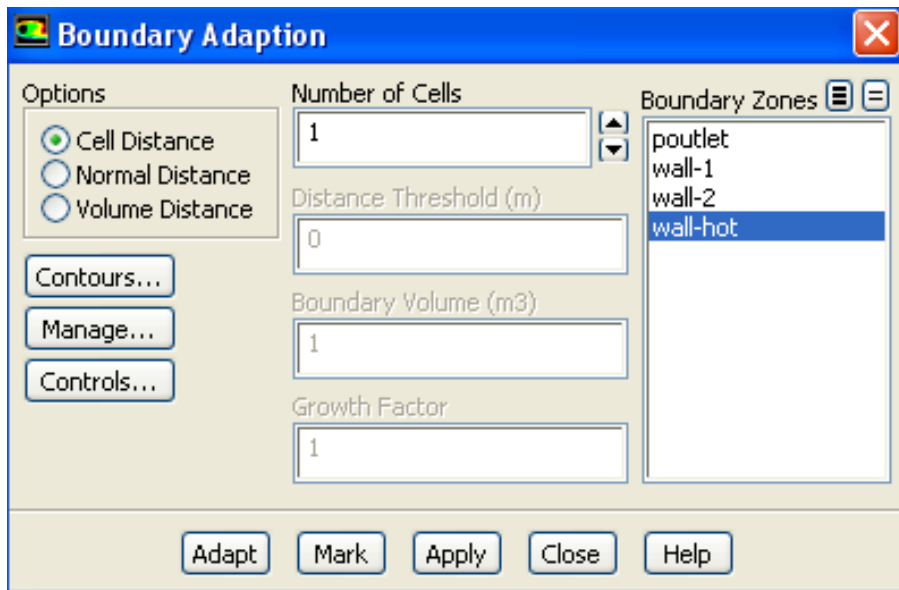 Boundary Adaption
Options
Cell Distance
Normal Distance
Volume Distance
Contours...
Manage...
Controls...
Number of Cells
1
Distance Threshold (m)
0
Boundary Volume (m3)
1
Growth Factor
1
Boundary Zones
poutlet
wall-1
wall-2
wall-hot
Adapt
Mark
Apply
Close
Help